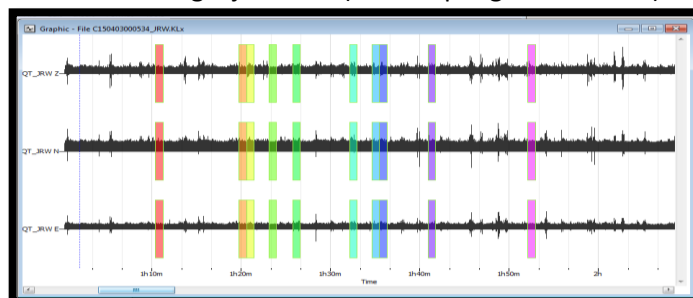 Graphic - File C150403000534_JRW.KLx
QT_JRW Z
QT_JRW N
QT_JRW E
1h10m 1h20m 1h30m 1h40m 1h50m 2h
Time